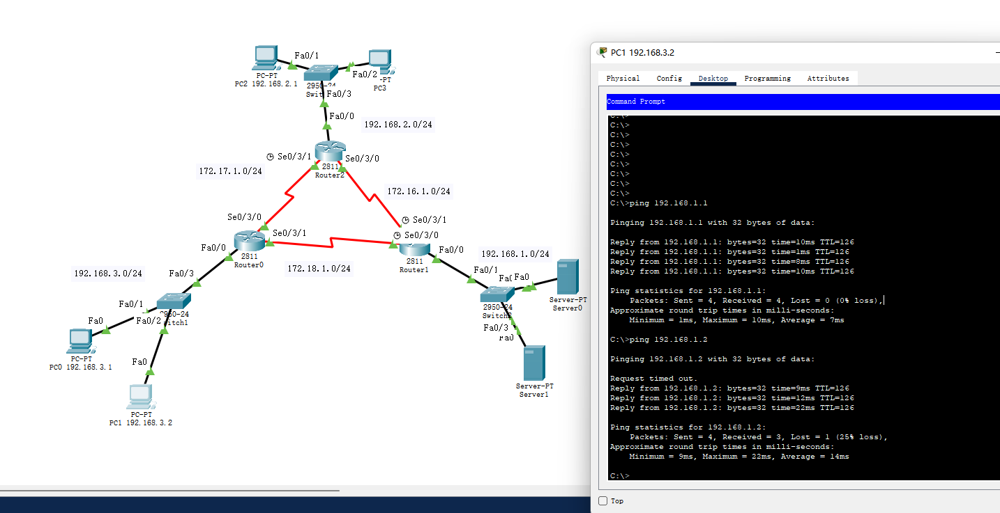 Fa0/1
PC-PT
PC2 192.168.2.1
Fa0/2
-PT
PC3
2950-24
Swit
Fa0/3
Fa0/0
192.168.2.0/24
Se0/3/1
Se0/3/0
2811
Router2
172.17.1.0/24
172.16.1.0/24
Se0/3/0
Se0/3/1
Se0/3/1
Se0/3/0
Fa0/0
2811
Router0
172.18.1.0/24
2811
Router1
Fa0/0
192.168.1.0/24
192.168.3.0/24
Fa0/3
Fa0/1
Fa0
Server-PT
Server0
Fa0/1
Fa0/2
Fa0
2950-24
Switch2
Fa0/3
PC-PT
PC0 192.168.3.1
Fa0
PC-PT
PC1 192.168.3.2
Server-PT
Server1
PC1 192.168.3.2
Physical Config Desktop Programming Attributes
Command Prompt
C:\>
C:\>
C:\>
C:\>
C:\>
C:\>
C:\>
C:\>
C:\>ping 192.168.1.1
Pinging 192.168.1.1 with 32 bytes of data:
Reply from 192.168.1.1: bytes=32 time=10ms TTL=126
Reply from 192.168.1.1: bytes=32 time=1ms TTL=126
Reply from 192.168.1.1: bytes=32 time=8ms TTL=126
Reply from 192.168.1.1: bytes=32 time=10ms TTL=126
Ping statistics for 192.168.1.1:
Packets: Sent = 4, Received = 4, Lost = 0 (0% loss),
Approximate round trip times in milli-seconds:
Minimum = 1ms, Maximum = 10ms, Average = 7ms
C:\>ping 192.168.1.2
Pinging 192.168.1.2 with 32 bytes of data:
Request timed out.
Reply from 192.168.1.2: bytes=32 time=9ms TTL=126
Reply from 192.168.1.2: bytes=32 time=12ms TTL=126
Reply from 192.168.1.2: bytes=32 time=22ms TTL=126
Ping statistics for 192.168.1.2:
Packets: Sent = 4, Received = 3, Lost = 1 (25% loss),
Approximate round trip times in milli-seconds:
Minimum = 9ms, Maximum = 22ms, Average = 14ms
C:\>
Top